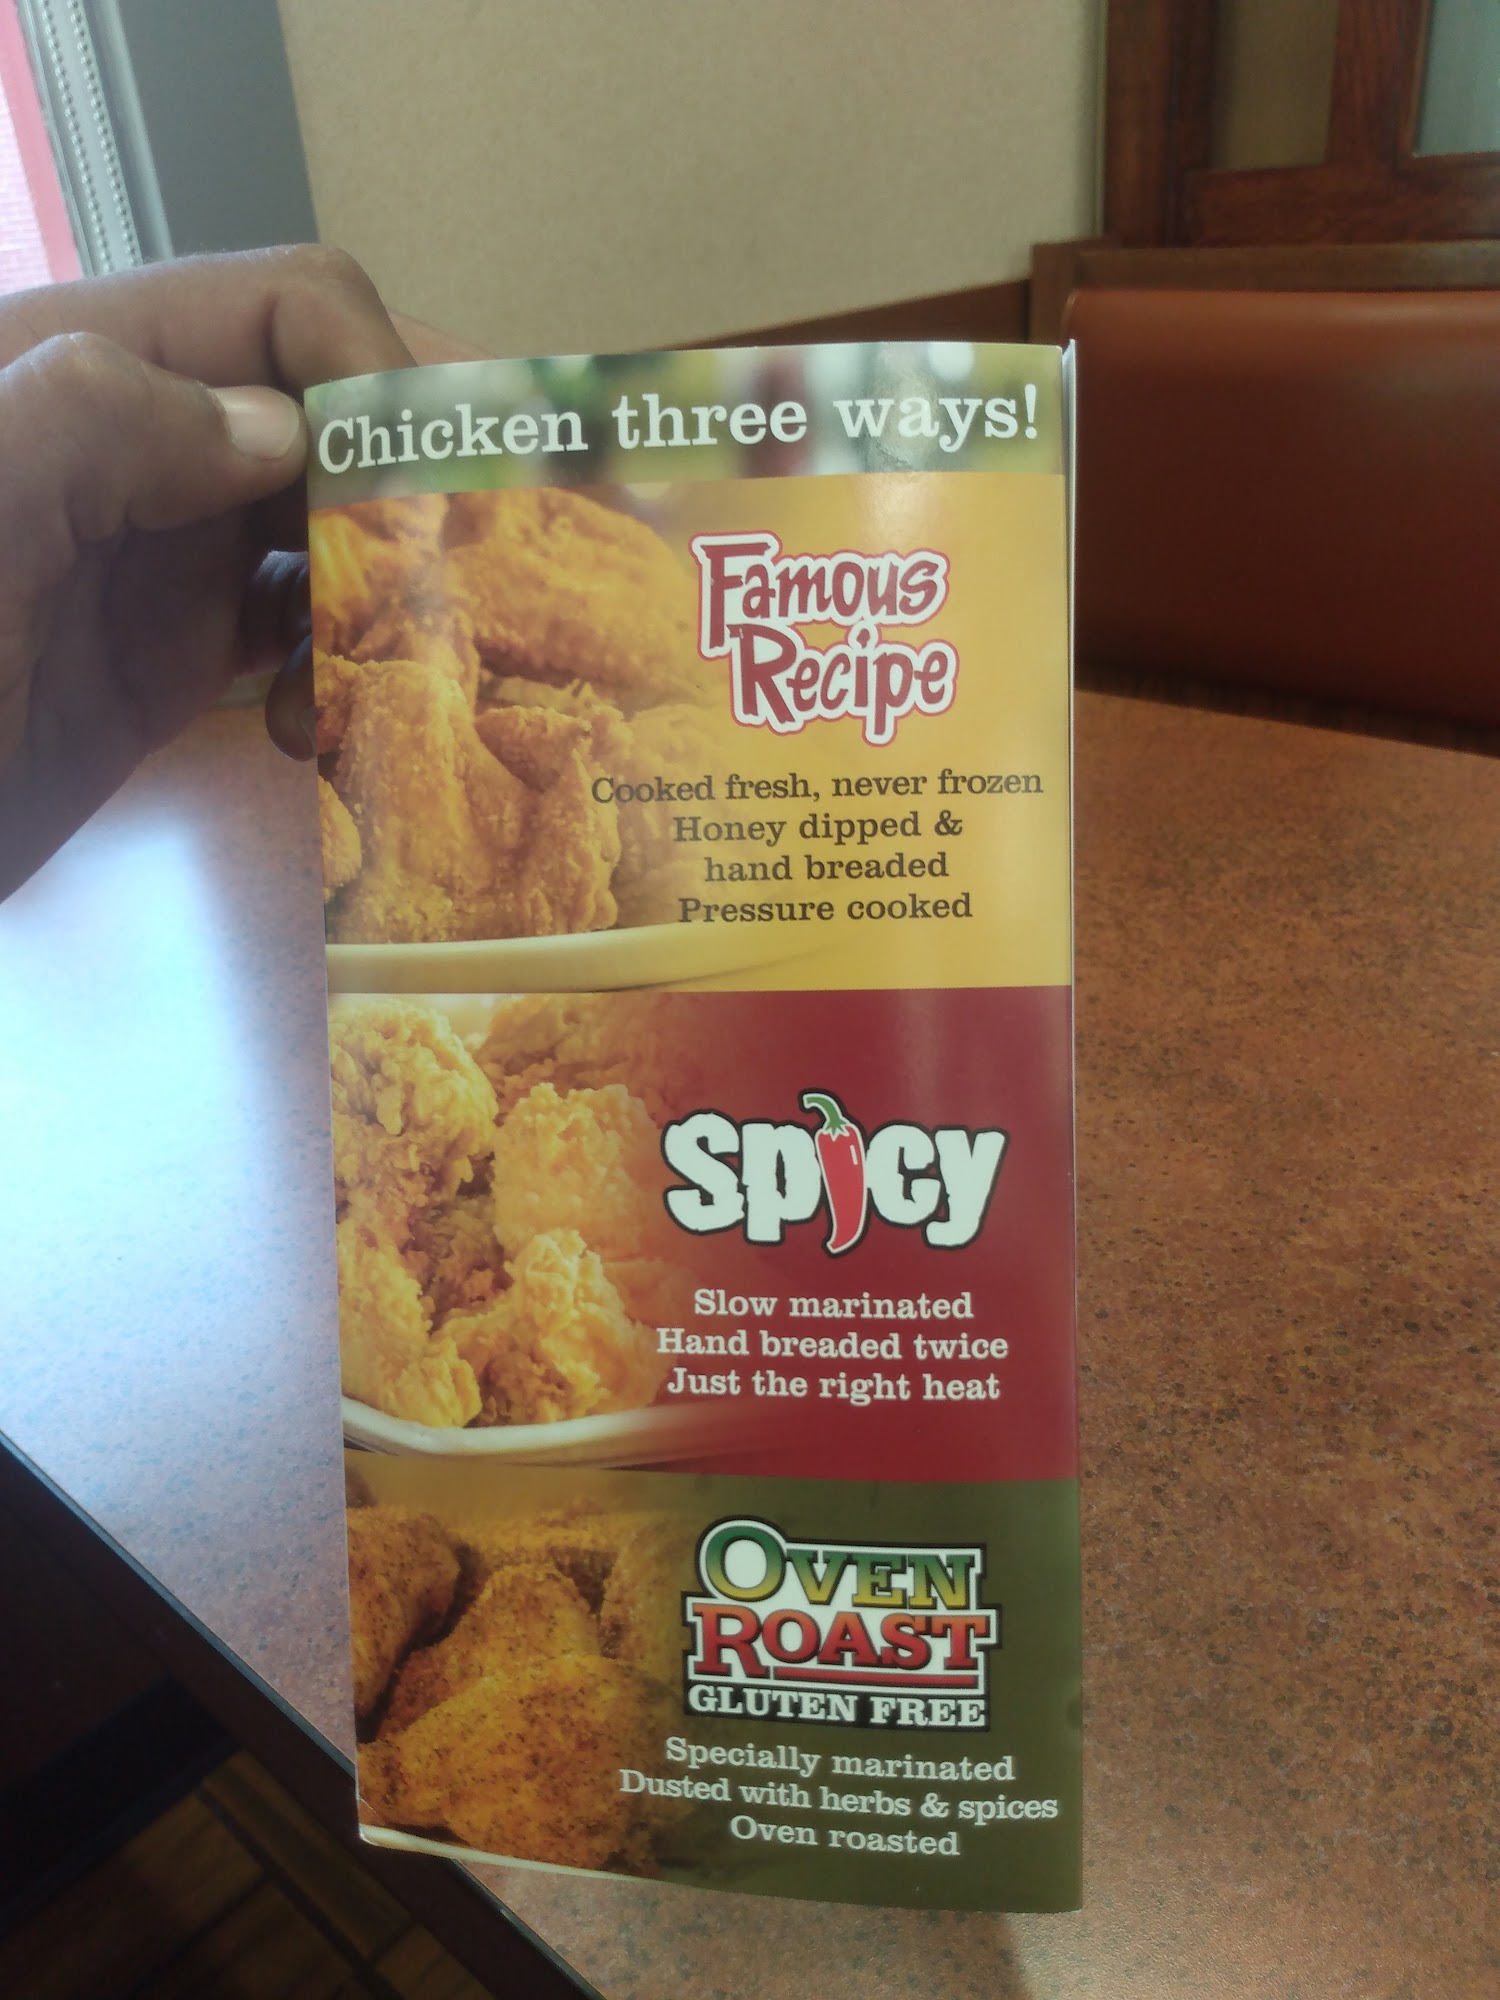 Chicken three ways!
Famous
Recipe
Cooked fresh, never frozen
Honey dipped &
hand breaded
Pressure cooked
spicy
Slow marinated
Hand breaded twice
Just the right heat
OVEN
ROAST
GLUTEN FREE
Specially marinated
Dusted with herbs & spices
Oven roasted